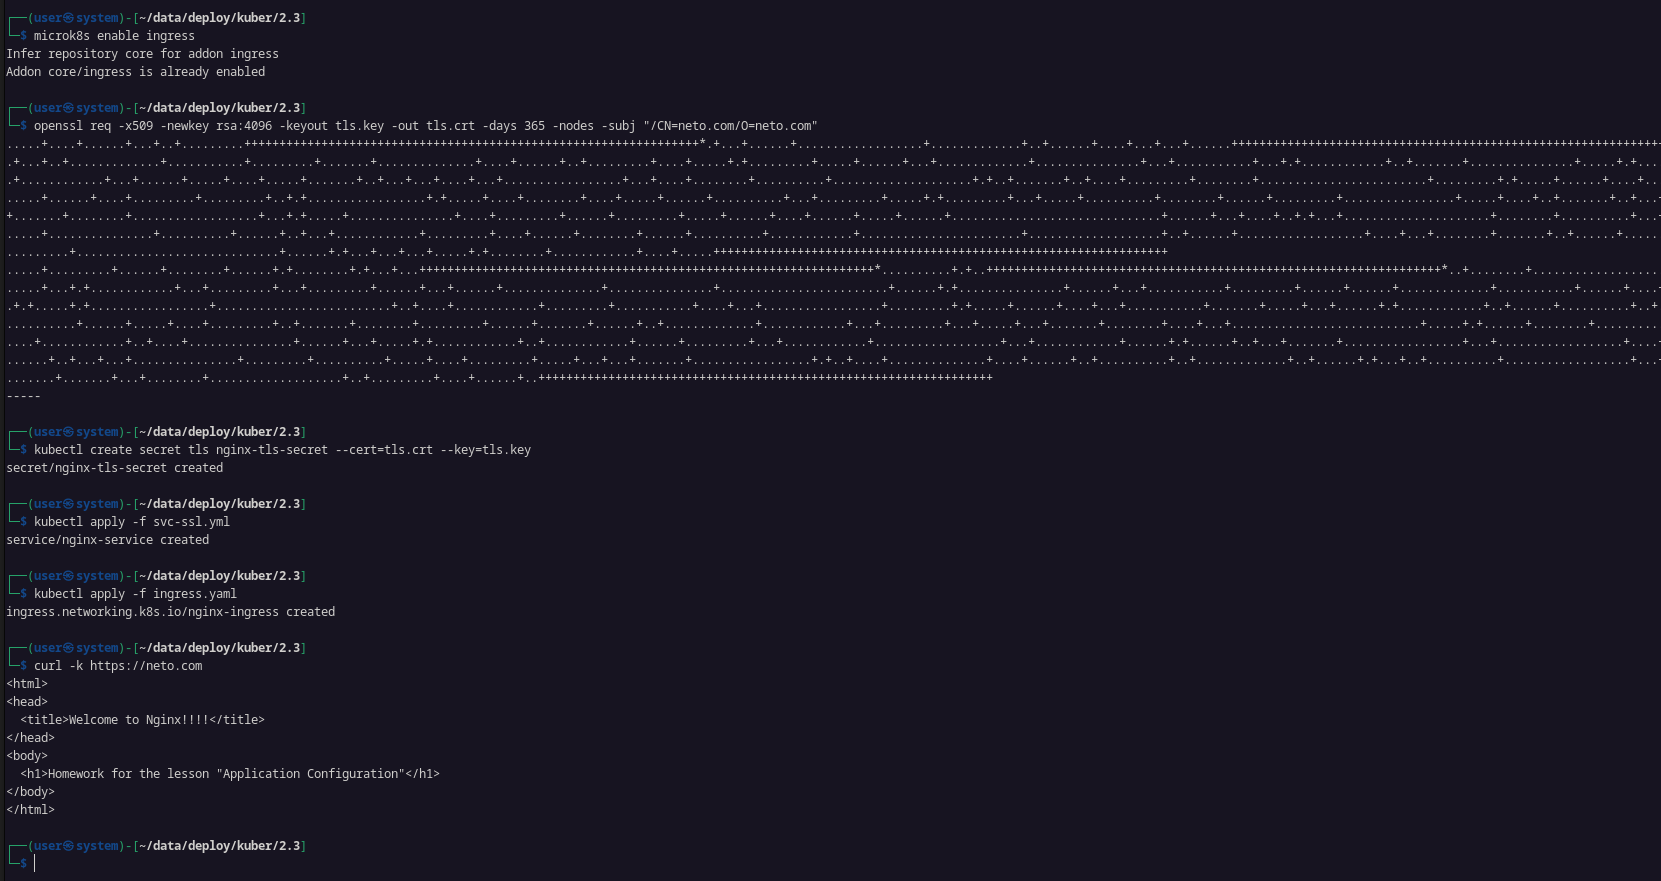 ┌──(user㉿system)-[~/data/deploy/kuber/2.3]
└─$ microk8s enable ingress
Infer repository core for addon ingress
Addon core/ingress is already enabled
┌──(user㉿system)-[~/data/deploy/kuber/2.3]
└─$ openssl req -x509 -newkey rsa:4096 -keyout tls.key -out tls.crt -days 365 -nodes -subj "/CN=neto.com/O=neto.com"
-----
┌──(user㉿system)-[~/data/deploy/kuber/2.3]
└─$ kubectl create secret tls nginx-tls-secret --cert=tls.crt --key=tls.key
secret/nginx-tls-secret created
┌──(user㉿system)-[~/data/deploy/kuber/2.3]
└─$ kubectl apply -f svc-ssl.yml
service/nginx-service created
┌──(user㉿system)-[~/data/deploy/kuber/2.3]
└─$ kubectl apply -f ingress.yaml
ingress.networking.k8s.io/nginx-ingress created
┌──(user㉿system)-[~/data/deploy/kuber/2.3]
└─$ curl -k https://neto.com
<html>
<head>
  <title>Welcome to Nginx!!!!</title>
</head>
<body>
  <h1>Homework for the lesson "Application Configuration"</h1>
</body>
</html>
┌──(user㉿system)-[~/data/deploy/kuber/2.3]
└─$